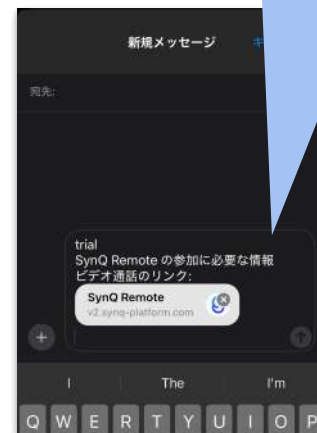 新規メッセージ キ
宛先:
trial
SynQ Remote の参加に必要な情報
ビデオ通話のリンク:
SynQ Remote
v2.synq-platform.com
I The I'm
Q W E R T Y U I O P